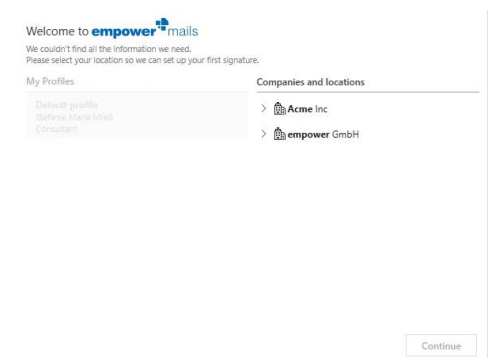 Welcome to empower mails
We couldn't find all the information we need.
Please select your location so we can set up your first signature.
My Profiles
Default profile
Stefanie Maria Mraß
Consultant
Companies and locations
Acme Inc
empower GmbH
Continue